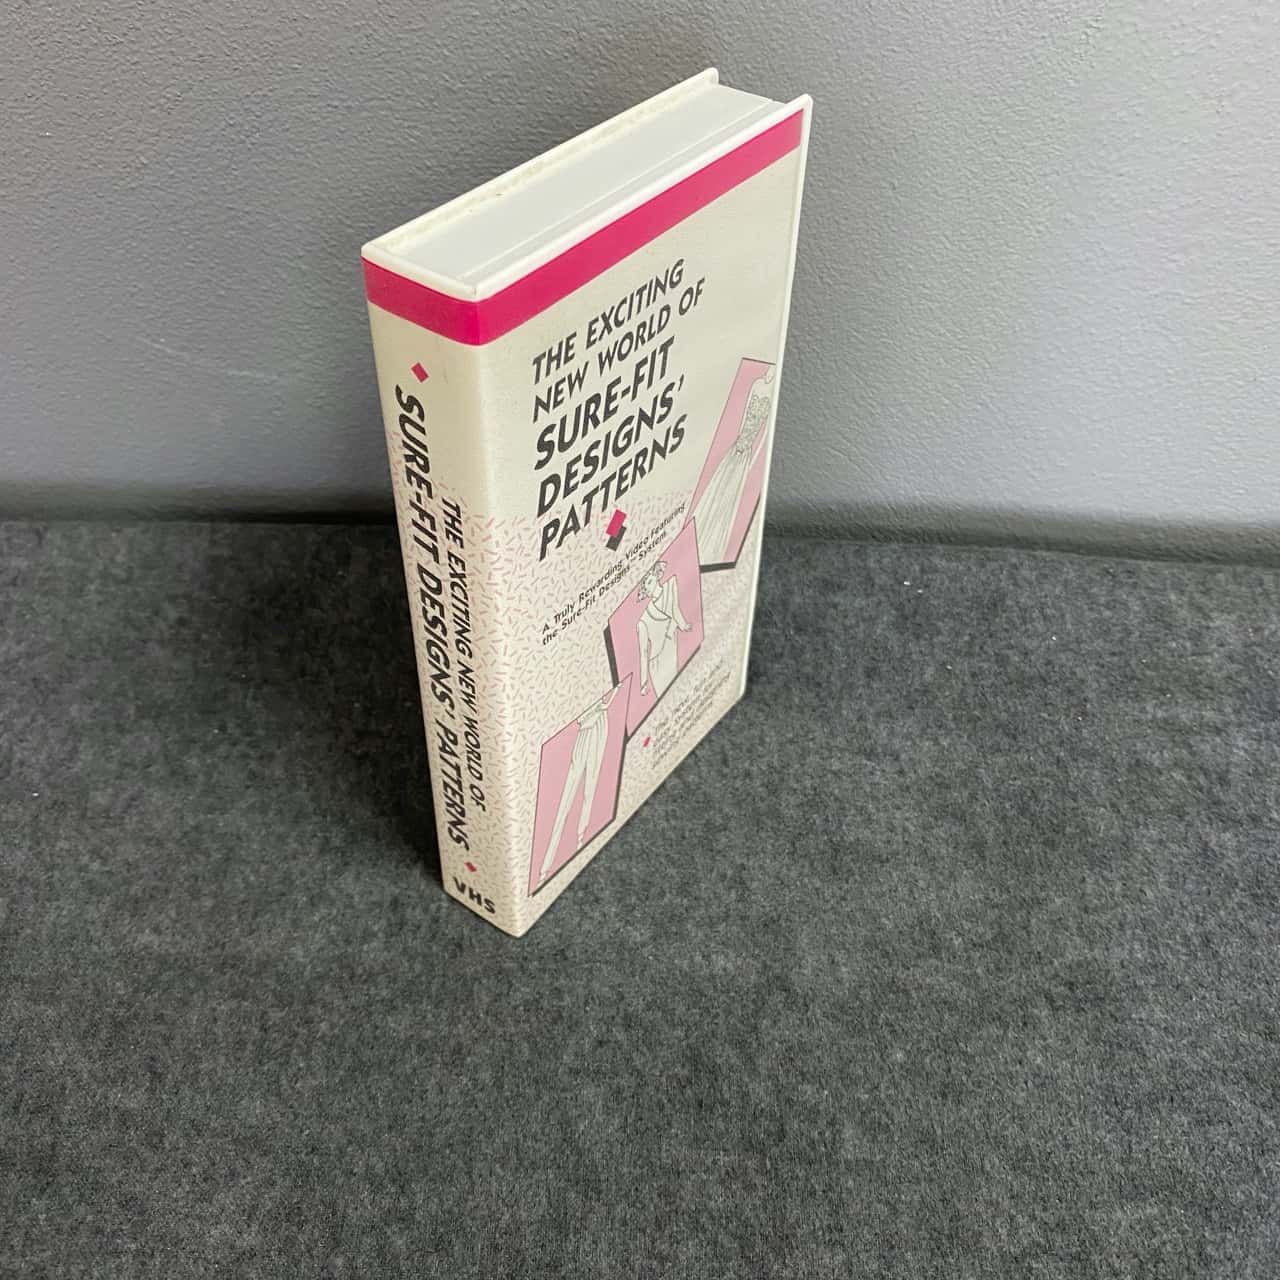 THE EXCITING
NEW WORLD OF
SURE-FIT
DESIGNS'
PATTERNS
A Truly Rewarding Video Featuring
the Sure-Fit Designs™ System...
THE EXCITING NEW WORLD OF
SURE-FIT DESIGNS' PATTERNS
VHS